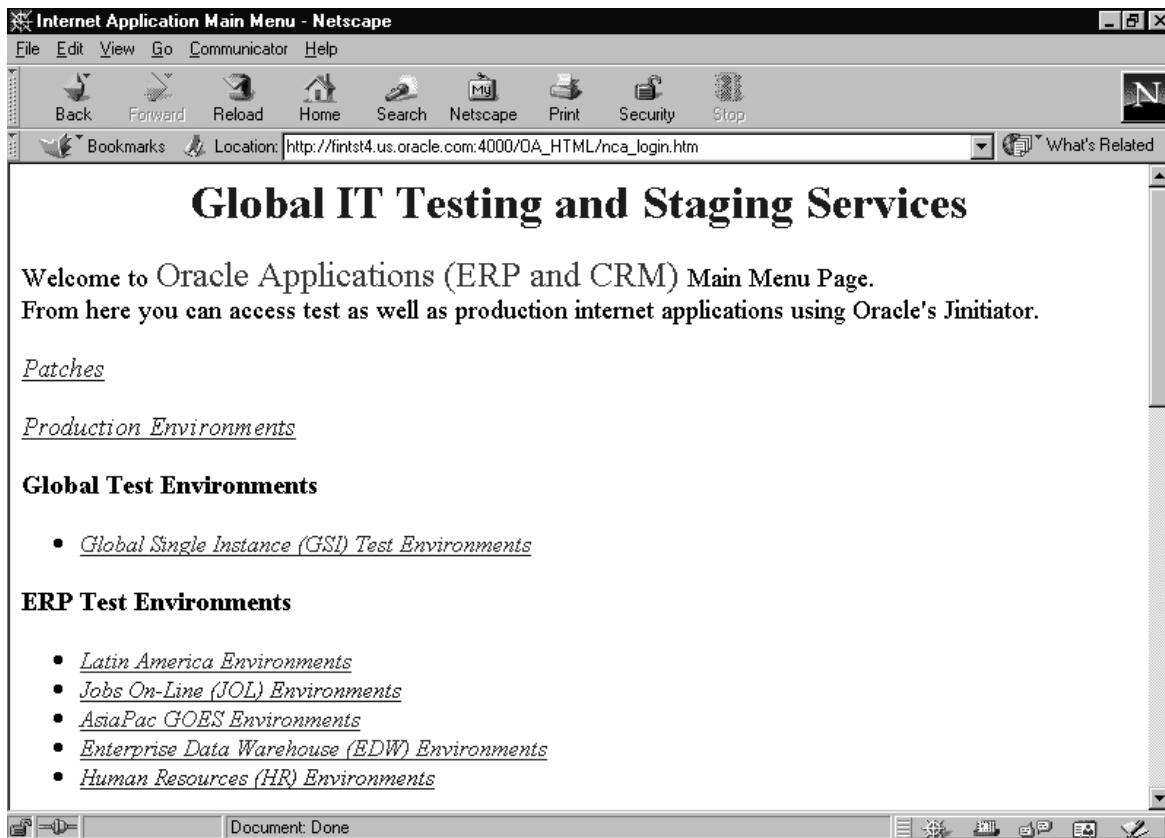 Internet Application Main Menu - Netscape
File Edit View Go Communicator Help
Back Forward Reload Home Search Netscape Print Security Stop
My
N
Bookmarks Location: http://fintst4.us.oracle.com:4000/OA_HTML/nca_login.htm What's Related
Global IT Testing and Staging Services
Welcome to Oracle Applications (ERP and CRM) Main Menu Page.
From here you can access test as well as production internet applications using Oracle's Jinitiator.
Patches
Production Environments
Global Test Environments
• Global Single Instance (GSI) Test Environments
ERP Test Environments
• Latin America Environments
• Jobs On-Line (JOL) Environments
• AsiaPac GOES Environments
• Enterprise Data Warehouse (EDW) Environments
• Human Resources (HR) Environments
Document: Done